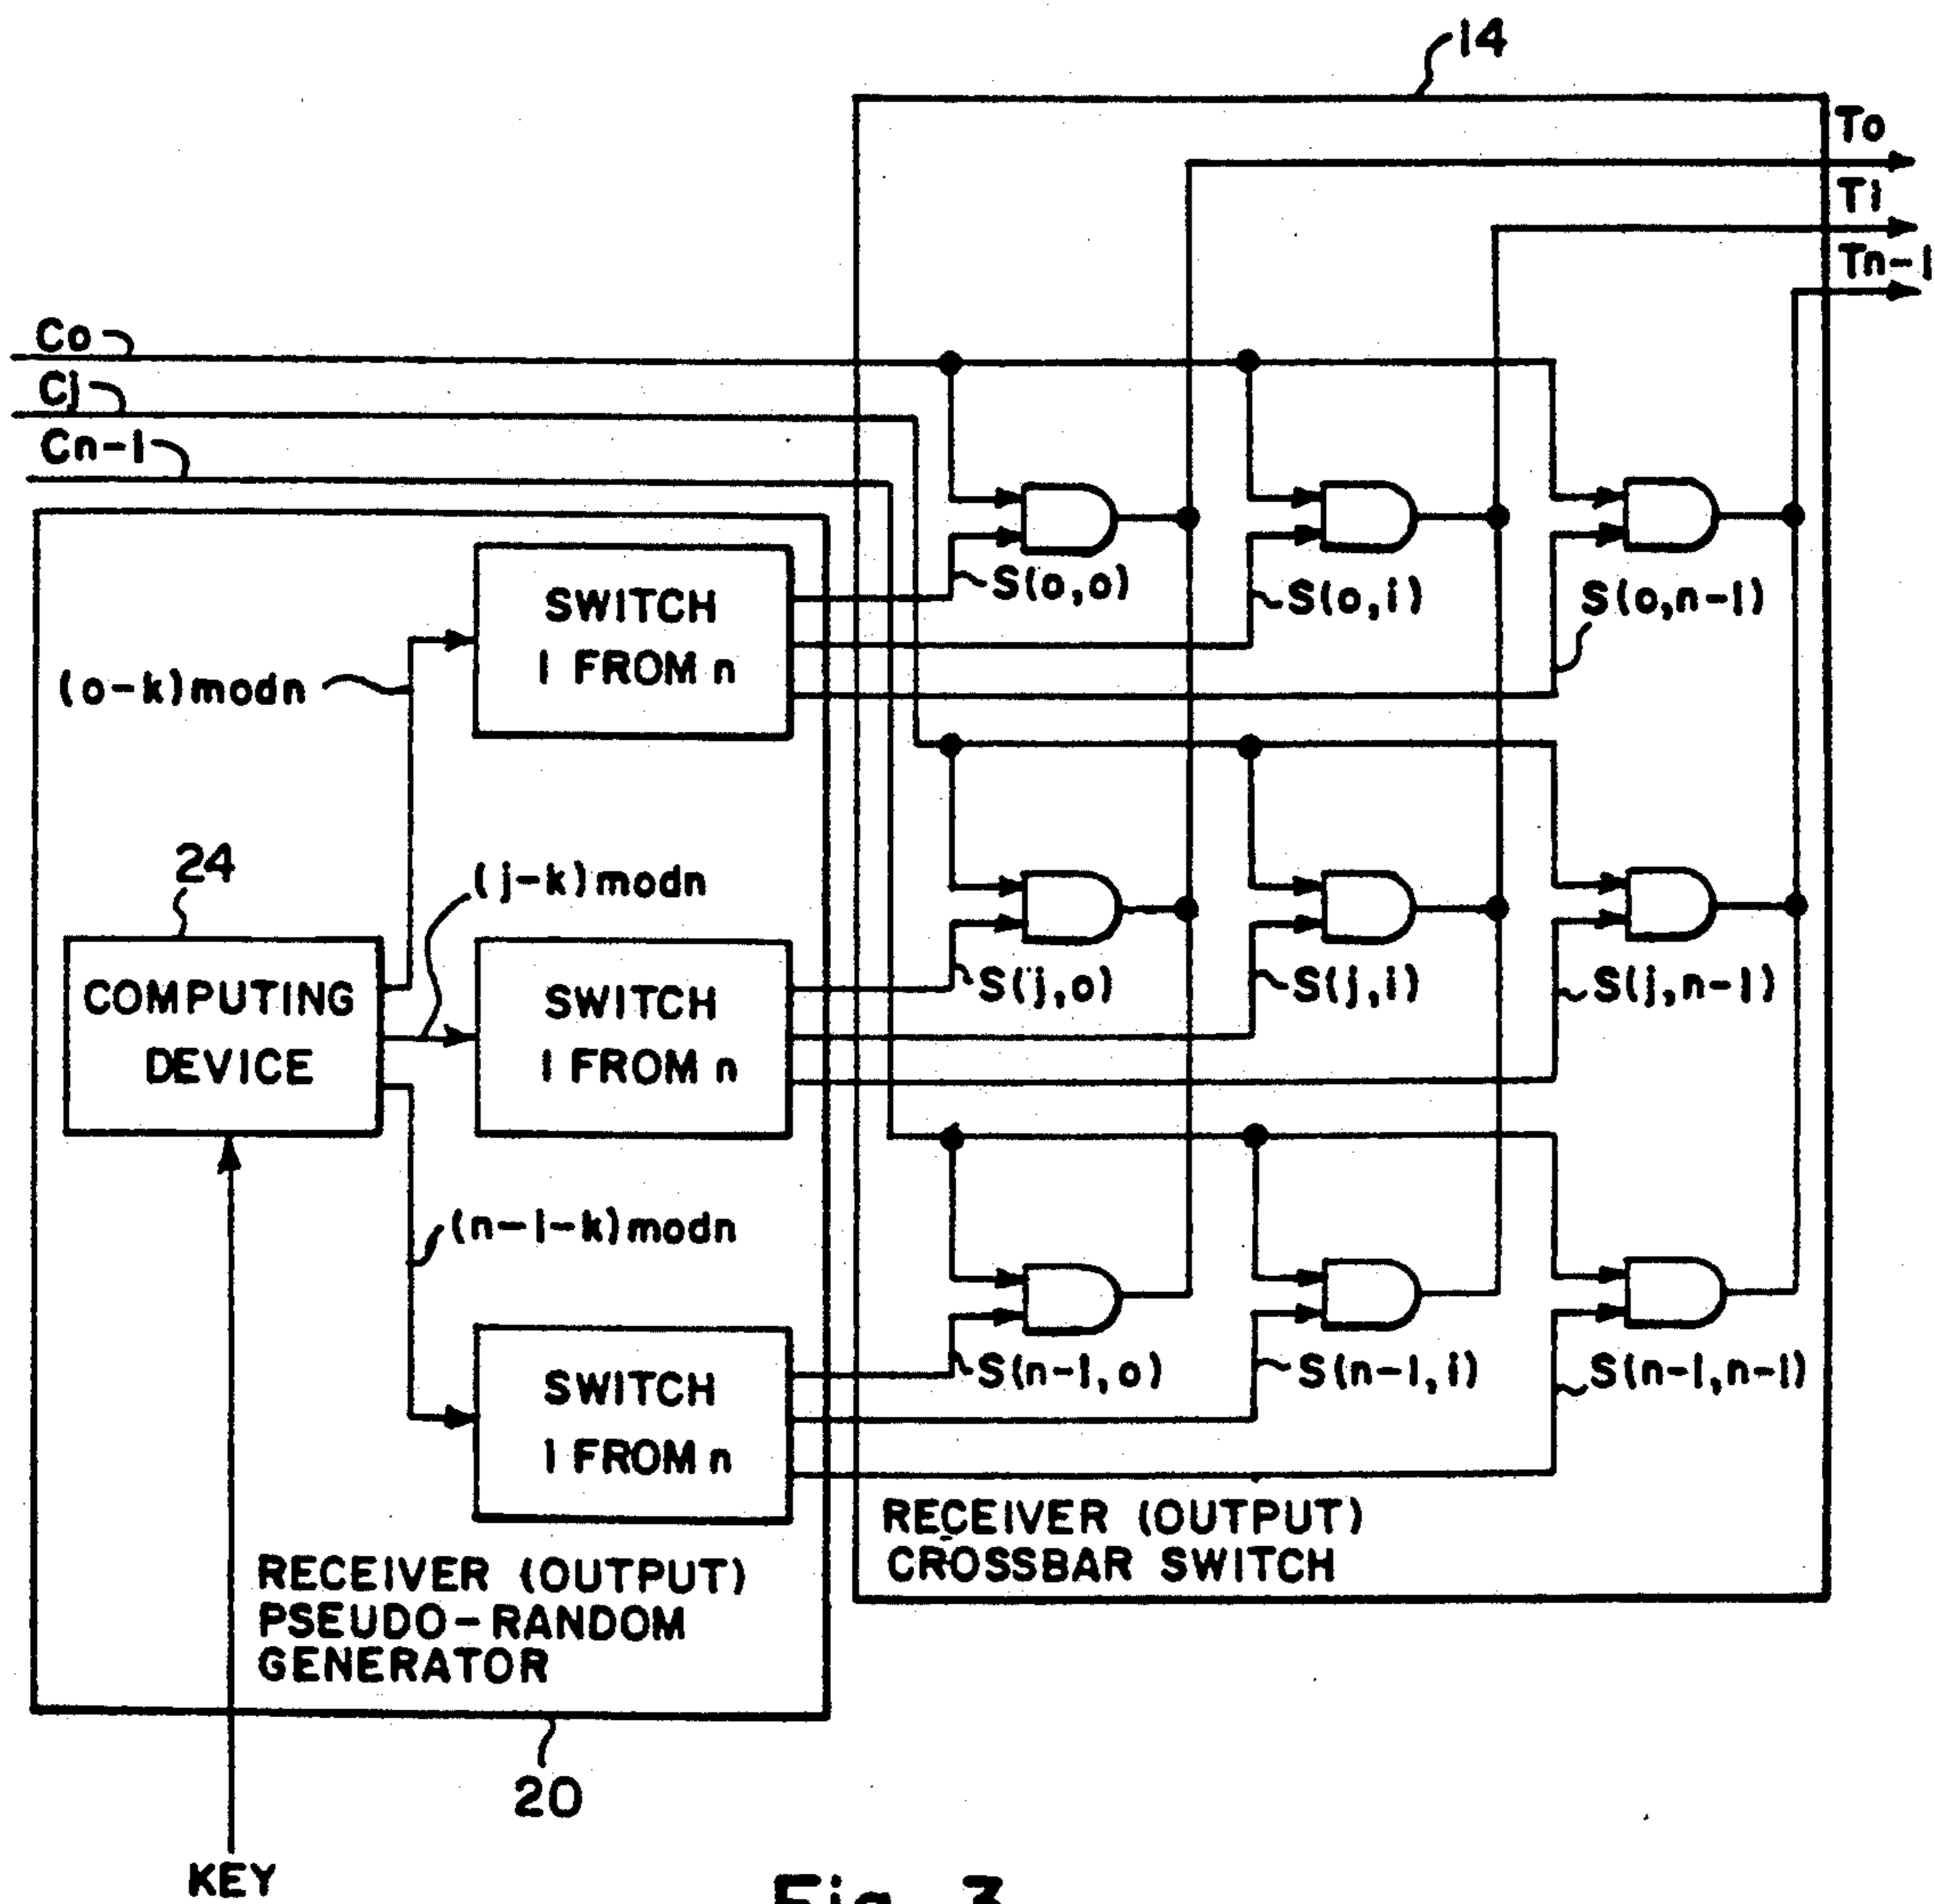 14
To
Ti
Tn-1
Co
Cj
Cn-1
SWITCH
1 FROM n
S(o,o)
S(o,i)
S(o,n-1)
(o-k)modn
24
(j-k)modn
COMPUTING
DEVICE
SWITCH
1 FROM n
S(j,o)
S(j,i)
S(j,n-1)
(n-1-k)modn
SWITCH
1 FROM n
S(n-1,o)
S(n-1,i)
S(n-1,n-1)
RECEIVER (OUTPUT)
CROSSBAR SWITCH
RECEIVER (OUTPUT)
PSEUDO-RANDOM
GENERATOR
20
KEY
Fig. 3